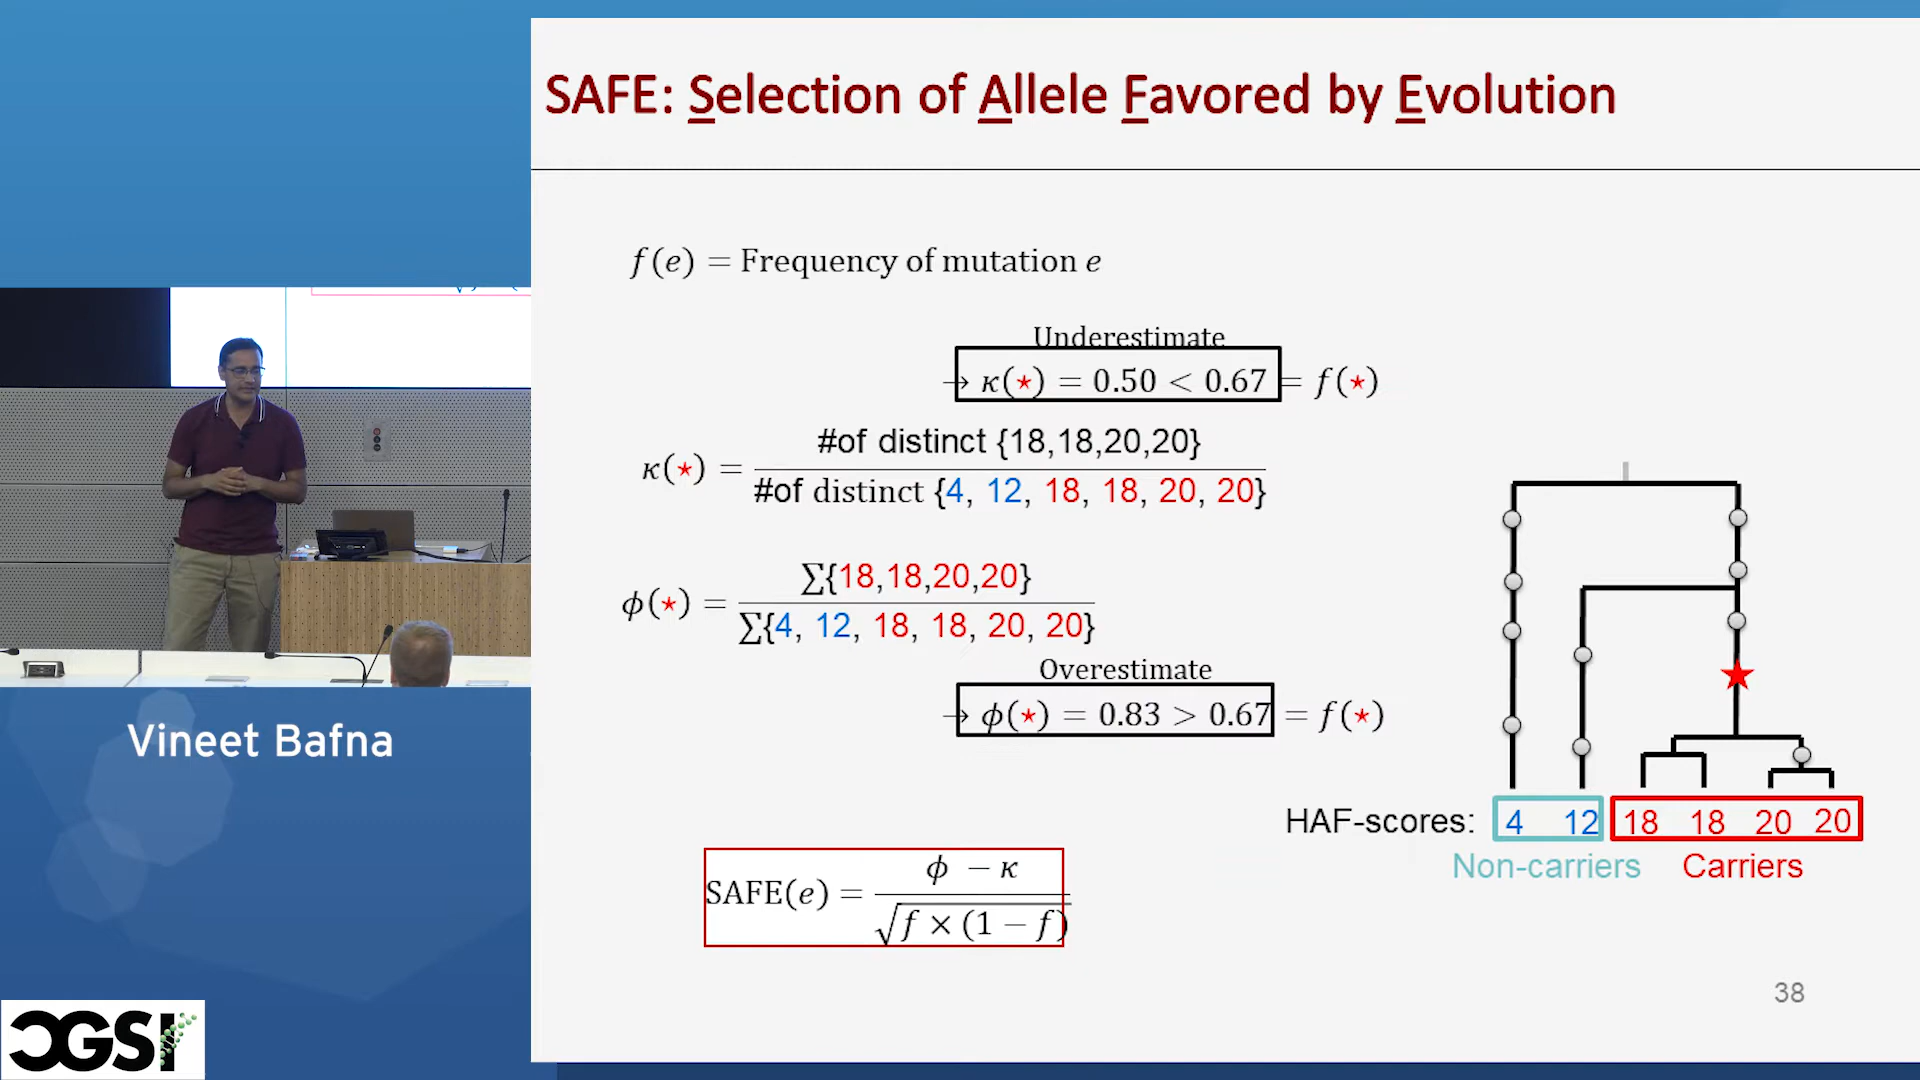 SAFE: Selection of Allele Favored by Evolution
f(e) = Frequency of mutation e
Underestimate
→ κ(★) = 0.50 < 0.67 = f(★)
κ(★) = #of distinct {18,18,20,20}
#of distinct {4, 12, 18, 18, 20, 20}
ϕ(★) = ∑{18,18,20,20}
∑{4, 12, 18, 18, 20, 20}
Overestimate
→ ϕ(★) = 0.83 > 0.67 = f(★)
HAF-scores: 4 12 18 18 20 20
Non-carriers Carriers
SAFE(e) = ϕ − κ
√f × (1 − f)
38
Vineet Bafna
CGSI